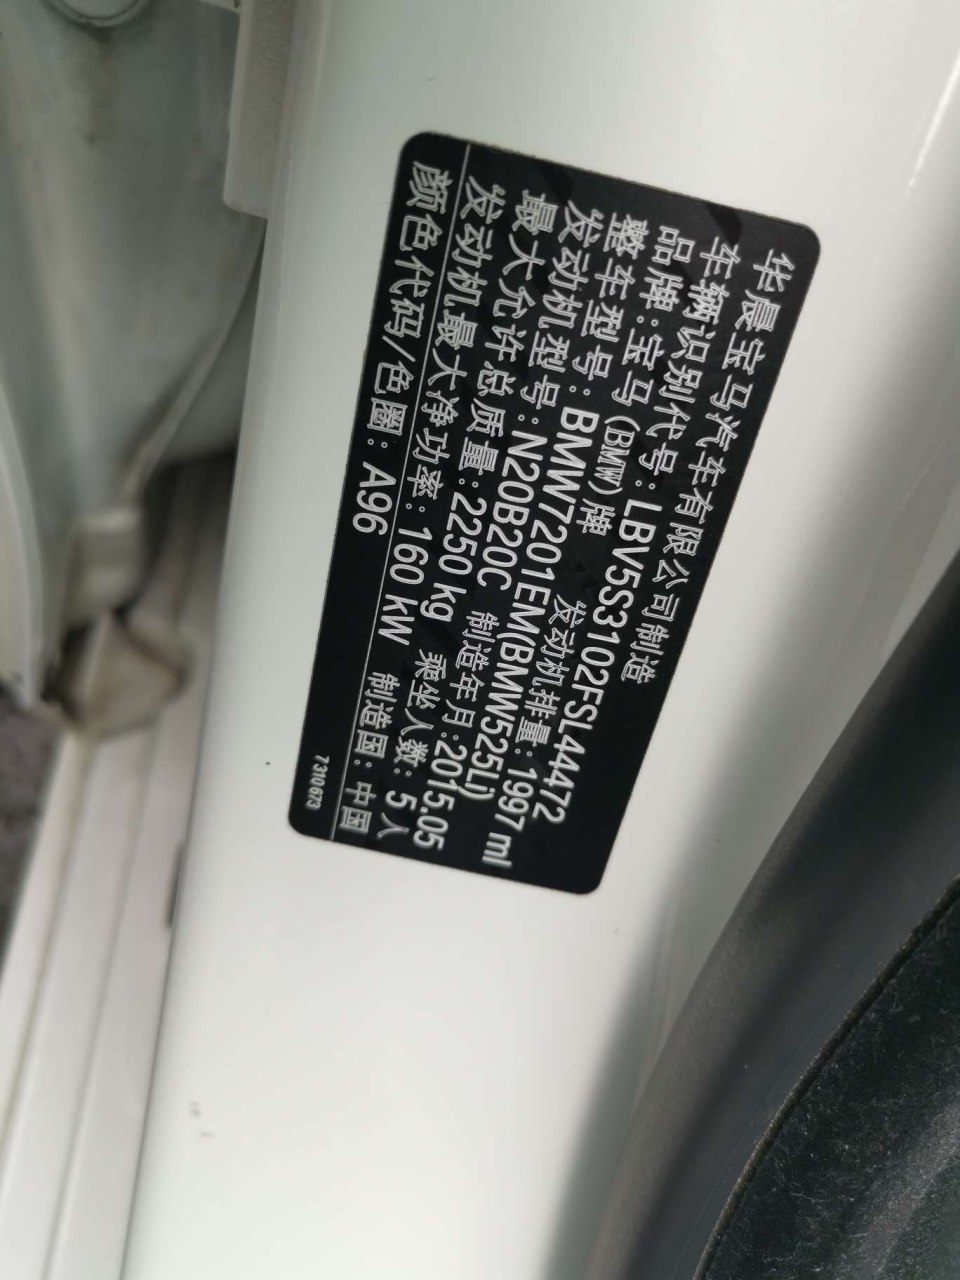 华晨宝马汽车有限公司制造
车辆识别代号：LBV5S3102FSL44472
品牌：宝马(BMW)牌
整车型号：BMW7201EM(BMW525Li)
发动机型号：N20B20C 发动机排量：1997 ml
最大允许总质量：2250 kg 制造年月：2015.05
发动机最大净功率：160 kW 乘坐人数：5 人
颜色代码/色圈：A96 制造国：中国
7310673